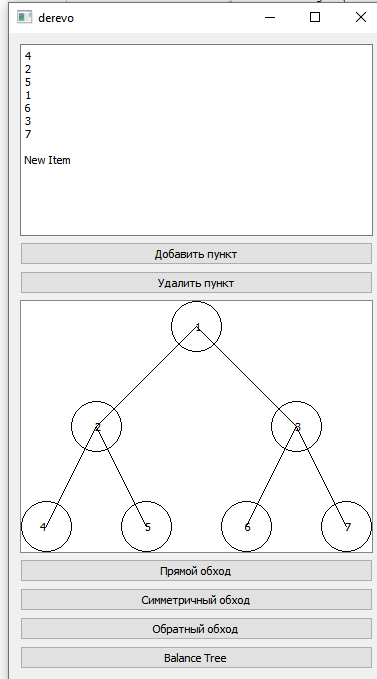 derevo
4
2
5
1
6
3
7
New Item
Добавить пункт
Удалить пункт
1
2
3
4
5
6
7
Прямой обход
Симметричный обход
Обратный обход
Balance Tree